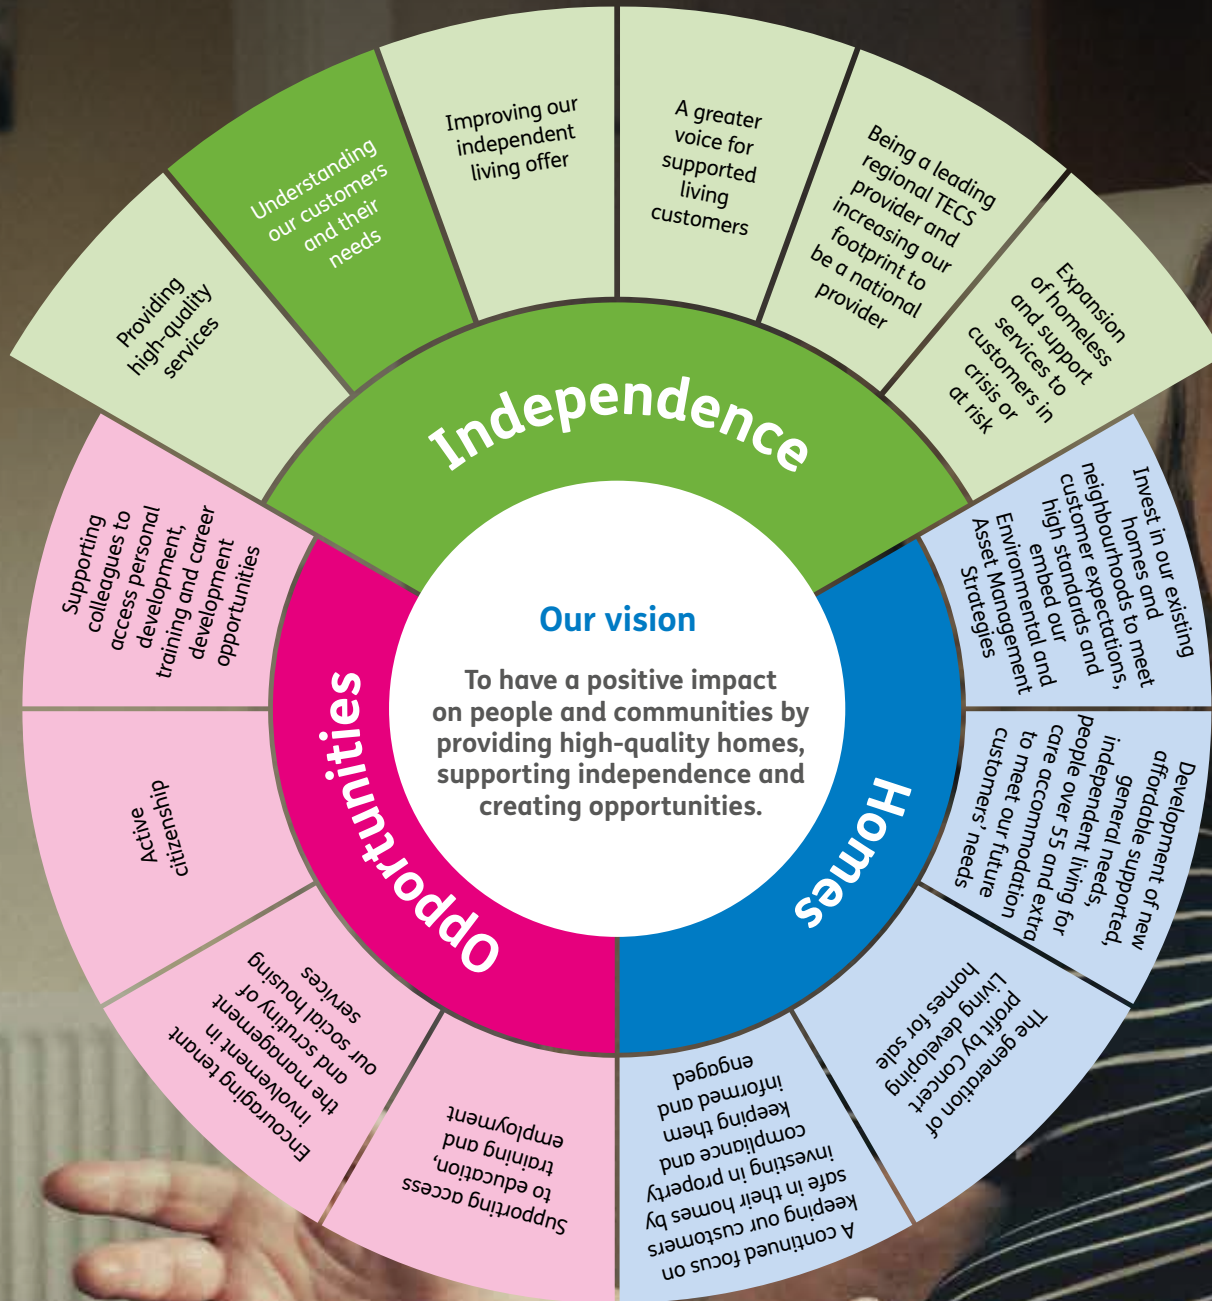 Our vision
To have a positive impact
on people and communities by
providing high-quality homes,
supporting independence and
creating opportunities.
Independence
Providing
high-quality
services
Understanding
our customers
and their
needs
Improving our
independent
living offer
A greater
voice for
supported
living
customers
Being a leading
regional TECS
provider and
increasing our
footprint to
be a national
provider
Expansion
of homeless
and support
services to
customers in
crisis or
at risk
Homes
Invest in our existing
homes and
neighbourhoods to meet
customer expectations,
high standards and
embed our
Environmental and
Asset Management
Strategies
Development of new
affordable supported,
general needs,
independent living for
people over 55 and extra
care accommodation
to meet our future
customers’ needs
The generation of
profit by Concert
Living developing
homes for sale
A continued focus on
keeping our customers
safe in their homes by
investing in property
compliance and
keeping them
informed and
engaged
Opportunities
Supporting access
to education,
training and
employment
Encouraging tenant
involvement in
the management
and scrutiny of
our social housing
services
Active
citizenship
Supporting
colleagues to
access personal
development,
training and career
development
opportunities